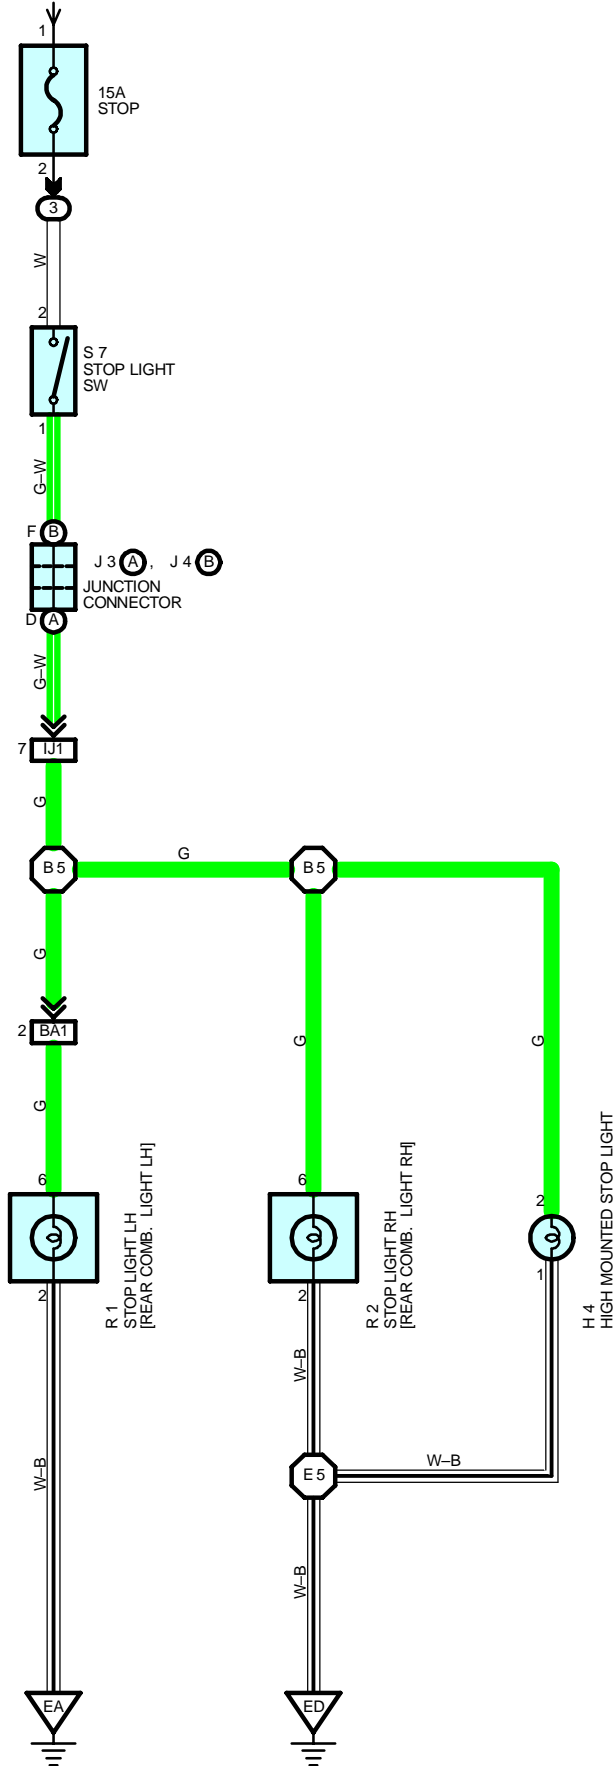 1
15A
STOP
2
3
W
2
S 7
STOP LIGHT
SW
1
G–W
F B
J 3 A , J 4 B
JUNCTION
CONNECTOR
D A
G–W
7 IJ1
G
B 5
G
B 5
G
2 BA1
G
G
G
6
R 1
STOP LIGHT LH
[REAR COMB. LIGHT LH]
2
6
R 2
STOP LIGHT RH
[REAR COMB. LIGHT RH]
2
2
1
H 4
HIGH MOUNTED STOP LIGHT
W–B
W–B
E 5
W–B
W–B
EA
ED